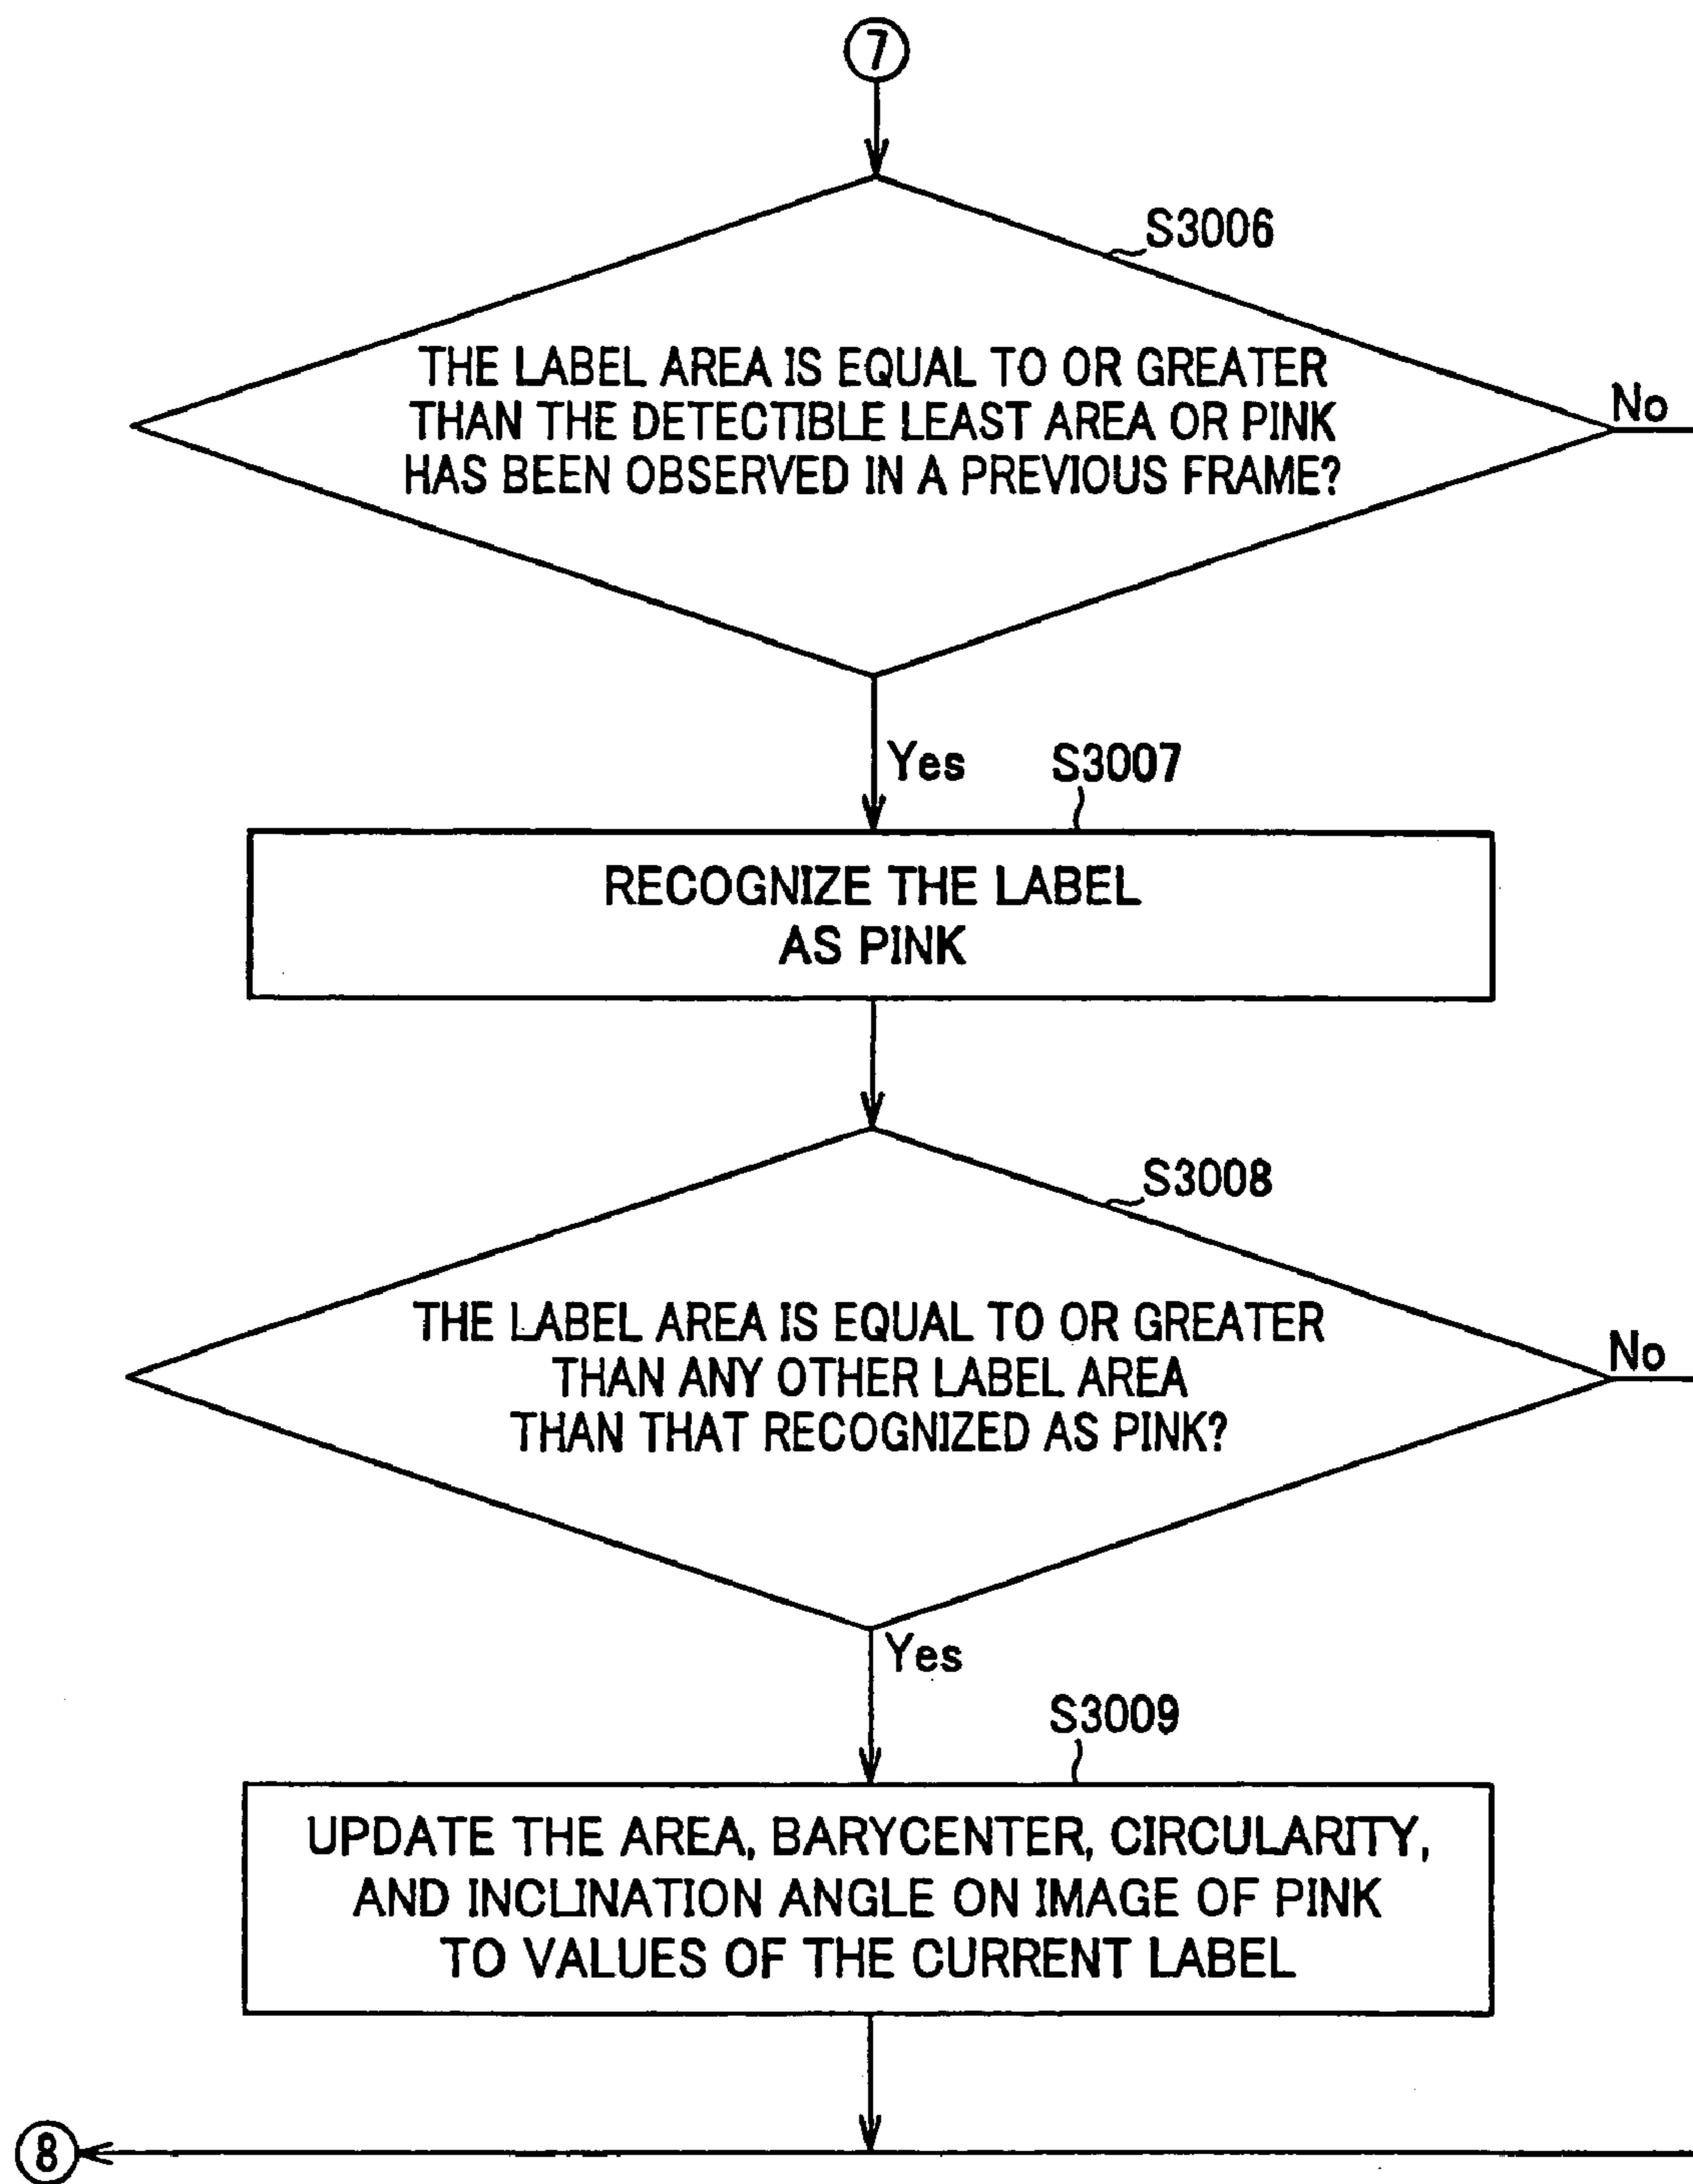 7
S3006
THE LABEL AREA IS EQUAL TO OR GREATER
THAN THE DETECTIBLE LEAST AREA OR PINK
HAS BEEN OBSERVED IN A PREVIOUS FRAME?
No
Yes
S3007
RECOGNIZE THE LABEL
AS PINK
S3008
THE LABEL AREA IS EQUAL TO OR GREATER
THAN ANY OTHER LABEL AREA
THAN THAT RECOGNIZED AS PINK?
No
Yes
S3009
UPDATE THE AREA, BARYCENTER, CIRCULARITY,
AND INCLINATION ANGLE ON IMAGE OF PINK
TO VALUES OF THE CURRENT LABEL
8